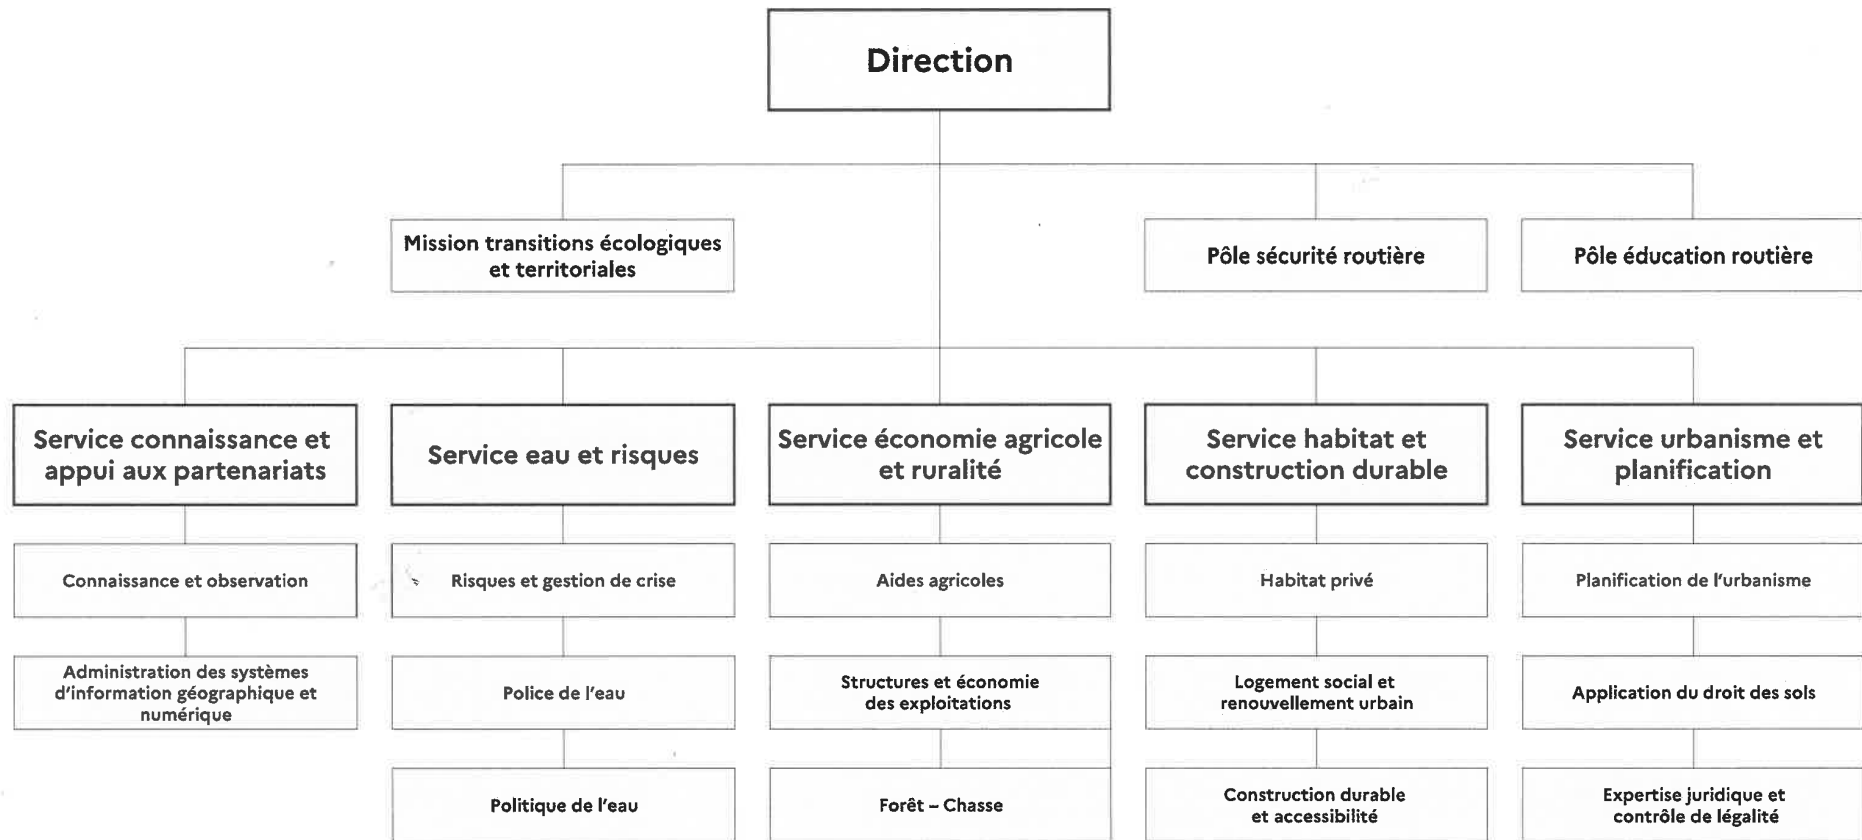 Direction
Mission transitions écologiques
et territoriales
Pôle sécurité routière
Pôle éducation routière
Service connaissance et
appui aux partenariats
Service eau et risques
Service économie agricole
et ruralité
Service habitat et
construction durable
Service urbanisme et
planification
Connaissance et observation
Risques et gestion de crise
Aides agricoles
Habitat privé
Planification de l'urbanisme
Administration des systèmes
d'information géographique et
numérique
Police de l'eau
Structures et économie
des exploitations
Logement social et
renouvellement urbain
Application du droit des sols
Politique de l'eau
Forêt – Chasse
Construction durable
et accessibilité
Expertise juridique et
contrôle de légalité